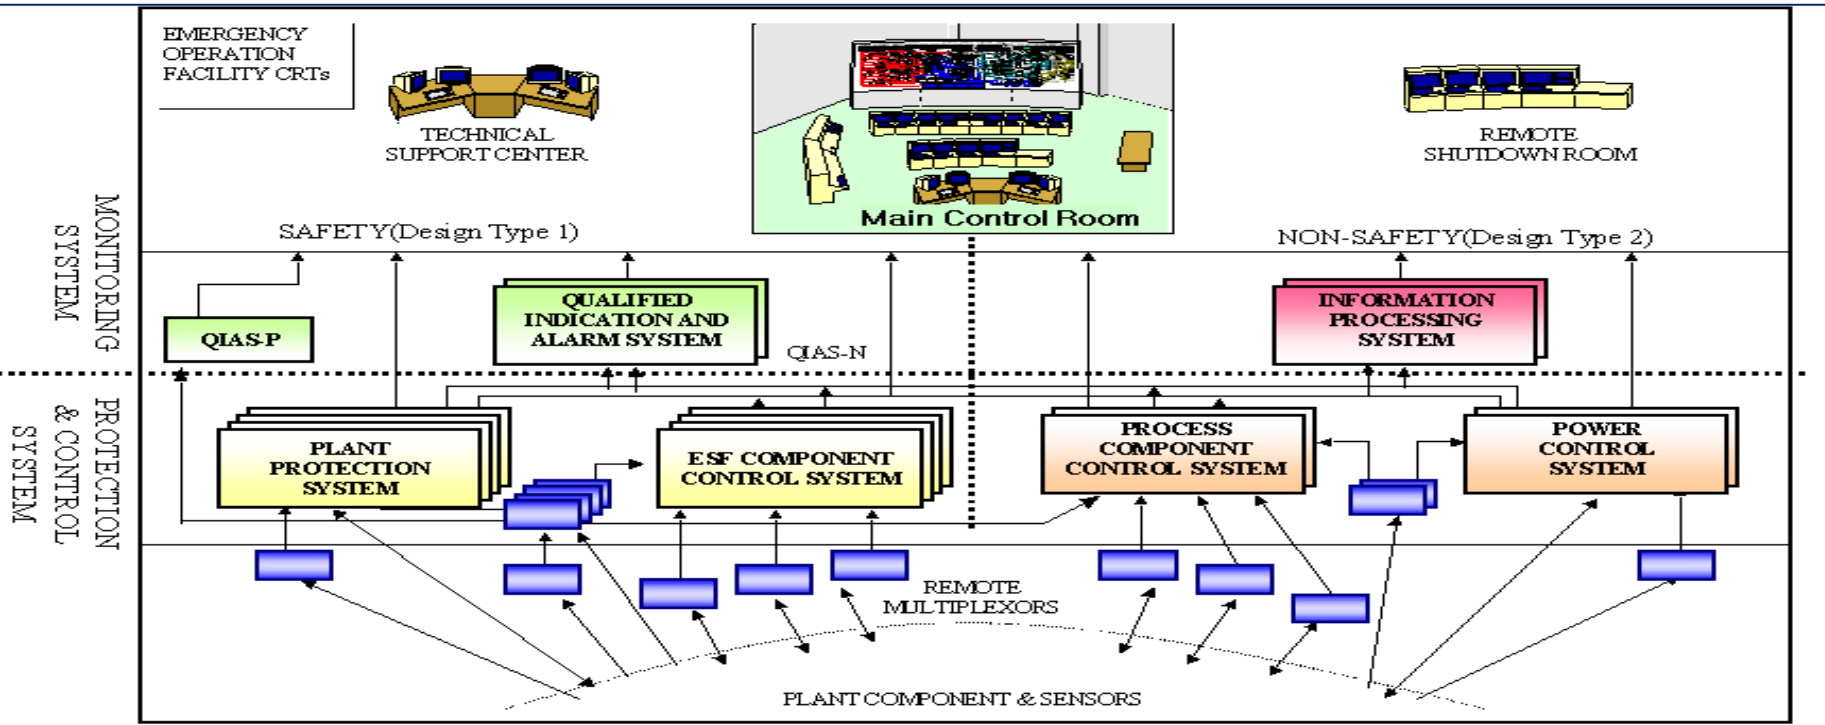 EMERGENCY
OPERATION
FACILITY CRTs
TECHNICAL
SUPPORT CENTER
Main Control Room
REMOTE
SHUTDOWN ROOM
MONITORING
SYSTEM
SAFETY(Design Type 1)
NON-SAFETY(Design Type 2)
QIAS-P
QUALIFIED
INDICATION AND
ALARM SYSTEM
QIAS-N
INFORMATION
PROCESSING
SYSTEM
PROTECTION
& CONTROL
SYSTEM
PLANT
PROTECTION
SYSTEM
ESF COMPONENT
CONTROL SYSTEM
PROCESS
COMPONENT
CONTROL SYSTEM
POWER
CONTROL
SYSTEM
REMOTE
MULTIPLEXORS
PLANT COMPONENT & SENSORS